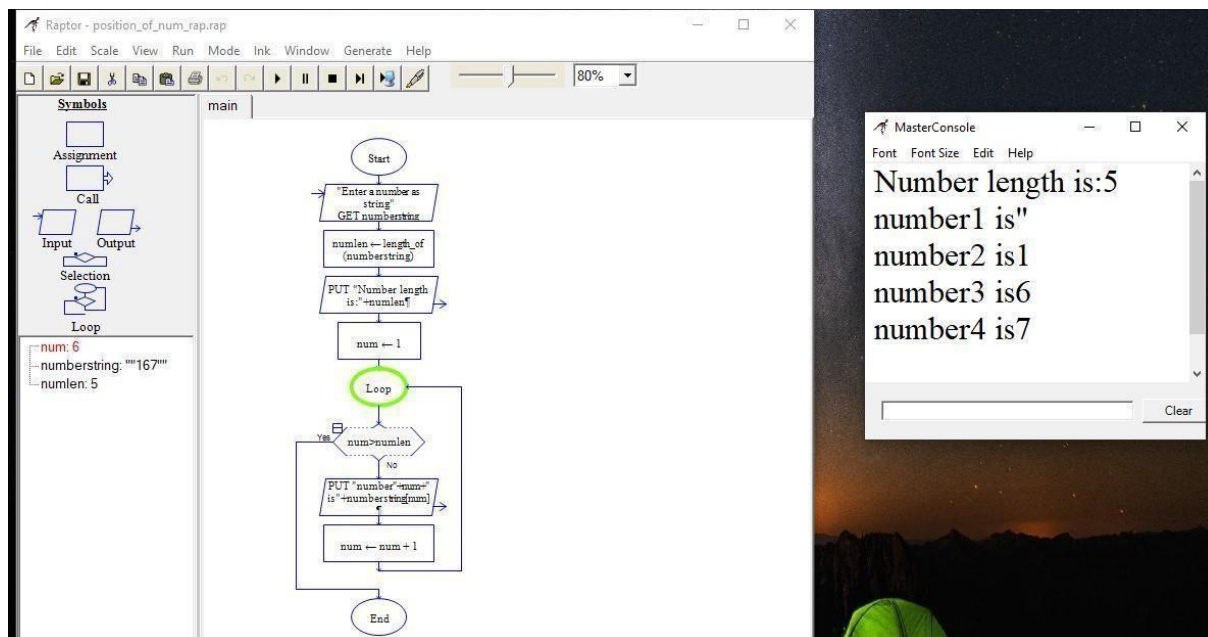 Raptor - position_of_num_rap.rap
File Edit Scale View Run Mode Ink Window Generate Help
80%
Symbols
Assignment
Call
Input Output
Selection
Loop
num: 6
numberstring: ""167""
numlen: 5
main
Start
"Enter a number as
string"
GET numberstring
numlen ← length_of
(numberstring)
PUT "Number length
is:"+numlen¶
num ← 1
Loop
Yes
num>numlen
No
PUT "number"+num+"
is"+numberstring[num]
¶
num ← num + 1
End
MasterConsole
Font Font Size Edit Help
Number length is:5
number1 is"
number2 is1
number3 is6
number4 is7
Clear